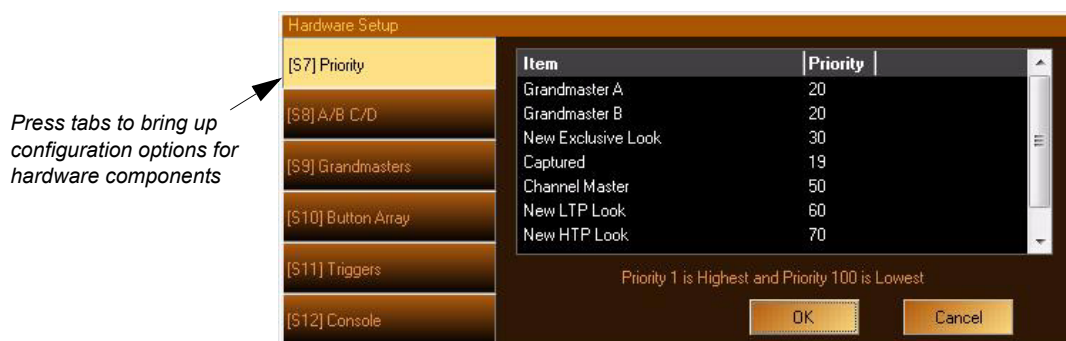 Hardware Setup
Press tabs to bring up
configuration options for
hardware components
[S7] Priority
[S8] A/B C/D
[S9] Grandmasters
[S10] Button Array
[S11] Triggers
[S12] Console
Item Priority
Grandmaster A 20
Grandmaster B 20
New Exclusive Look 30
Captured 19
Channel Master 50
New LTP Look 60
New HTP Look 70
Priority 1 is Highest and Priority 100 is Lowest
OK Cancel